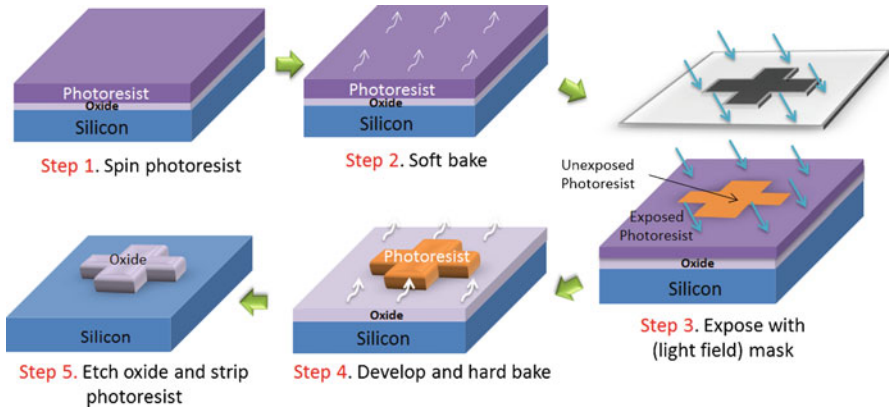 Photoresist
Oxide
Silicon
Step 1. Spin photoresist
Photoresist
Oxide
Silicon
Step 2. Soft bake
Unexposed
Photoresist
Exposed
Photoresist
Oxide
Silicon
Step 3. Expose with
(light field) mask
Photoresist
Oxide
Silicon
Step 4. Develop and hard bake
Oxide
Silicon
Step 5. Etch oxide and strip
photoresist